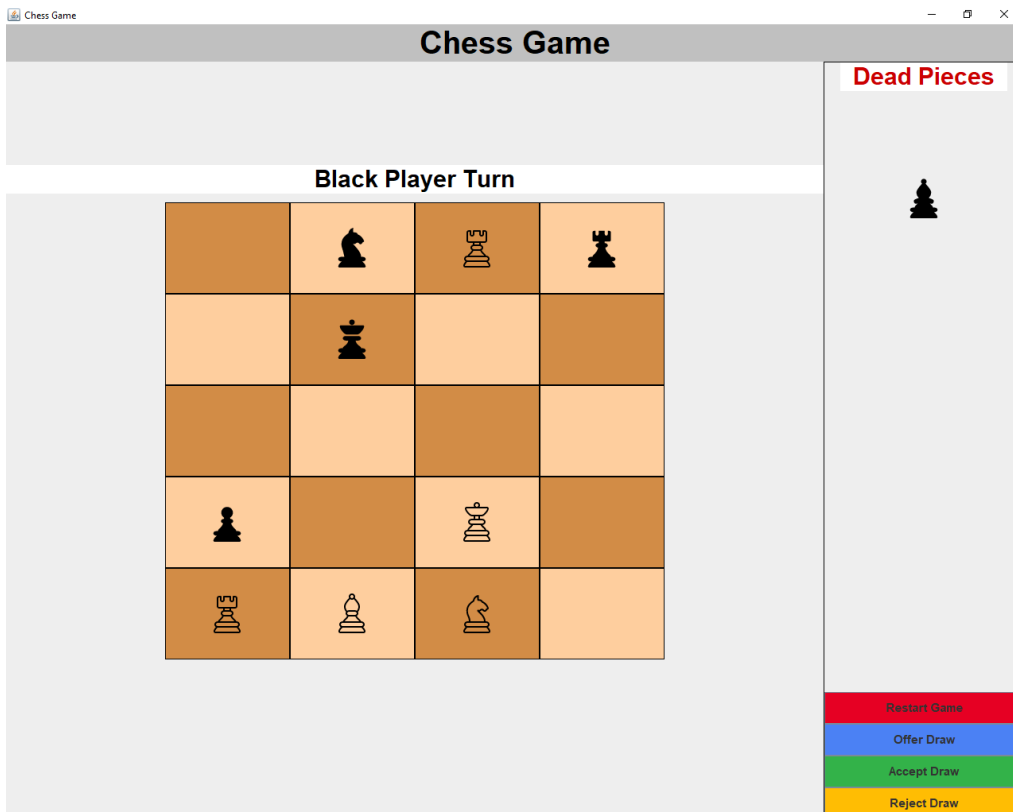 Chess Game
Chess Game
Dead Pieces
Black Player Turn
Restart Game
Offer Draw
Accept Draw
Reject Draw